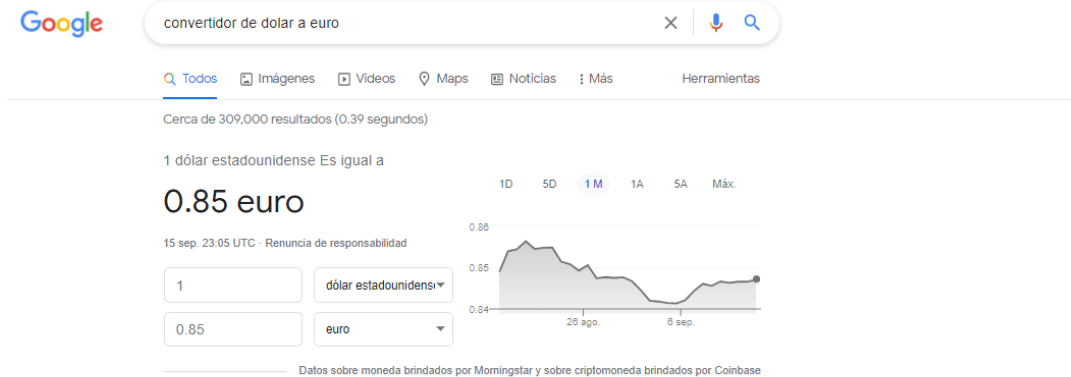 Google
convertidor de dolar a euro
Todos Imágenes Videos Maps Noticias Más Herramientas
Cerca de 309,000 resultados (0.39 segundos)
1 dólar estadounidense Es igual a
0.85 euro
15 sep. 23:05 UTC · Renuncia de responsabilidad
1 dólar estadounidens
0.85 euro
1D 5D 1 M 1A 5A Máx.
0.86
0.85
0.84
26 ago. 6 sep.
Datos sobre moneda brindados por Morningstar y sobre criptomoneda brindados por Coinbase